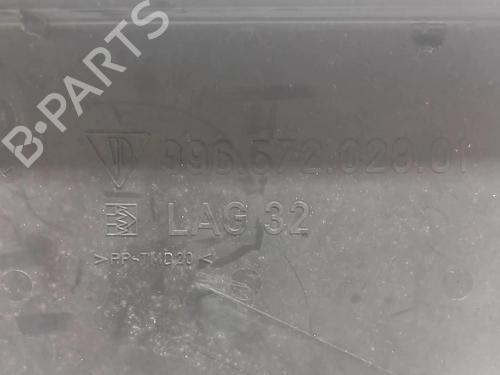 B-PARTS
996.572.029.01
LAG 32
>PP-TMD20<